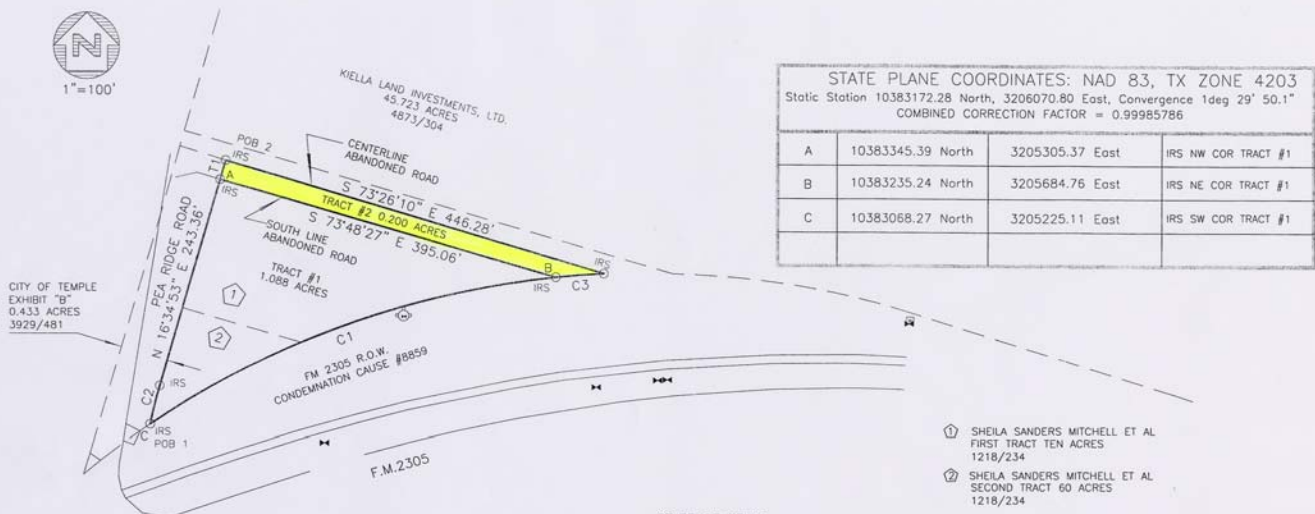 N
1"=100'
KIELLA LAND INVESTMENTS, LTD.
45.723 ACRES
4873/304
STATE PLANE COORDINATES: NAD 83, TX ZONE 4203
Static Station 10383172.28 North, 3206070.80 East, Convergence 1deg 29' 50.1"
COMBINED CORRECTION FACTOR = 0.99985786
A 10383345.39 North 3205305.37 East IRS NW COR TRACT #1
B 10383235.24 North 3205684.76 East IRS NE COR TRACT #1
C 10383068.27 North 3205225.11 East IRS SW COR TRACT #1
POB 2
IRS
T1
A
IRS
CENTERLINE
ABANDONED ROAD
S 73°26'10" E 446.28'
TRACT #2 0.200 ACRES
S 73°48'27" E 395.06'
SOUTH LINE
ABANDONED ROAD
IRS
B
IRS
C3
TRACT #1
1.088 ACRES
PEA RIDGE ROAD
N 16°34'53" E 243.36'
CITY OF TEMPLE
EXHIBIT "B"
0.433 ACRES
3929/481
1
2
C1
FM 2305 R.O.W.
CONDEMNATION CAUSE #8859
IRS
C2
C
IRS
POB 1
F.M.2305
1 SHEILA SANDERS MITCHELL ET AL
FIRST TRACT TEN ACRES
1218/234
2 SHEILA SANDERS MITCHELL ET AL
SECOND TRACT 60 ACRES
1218/234